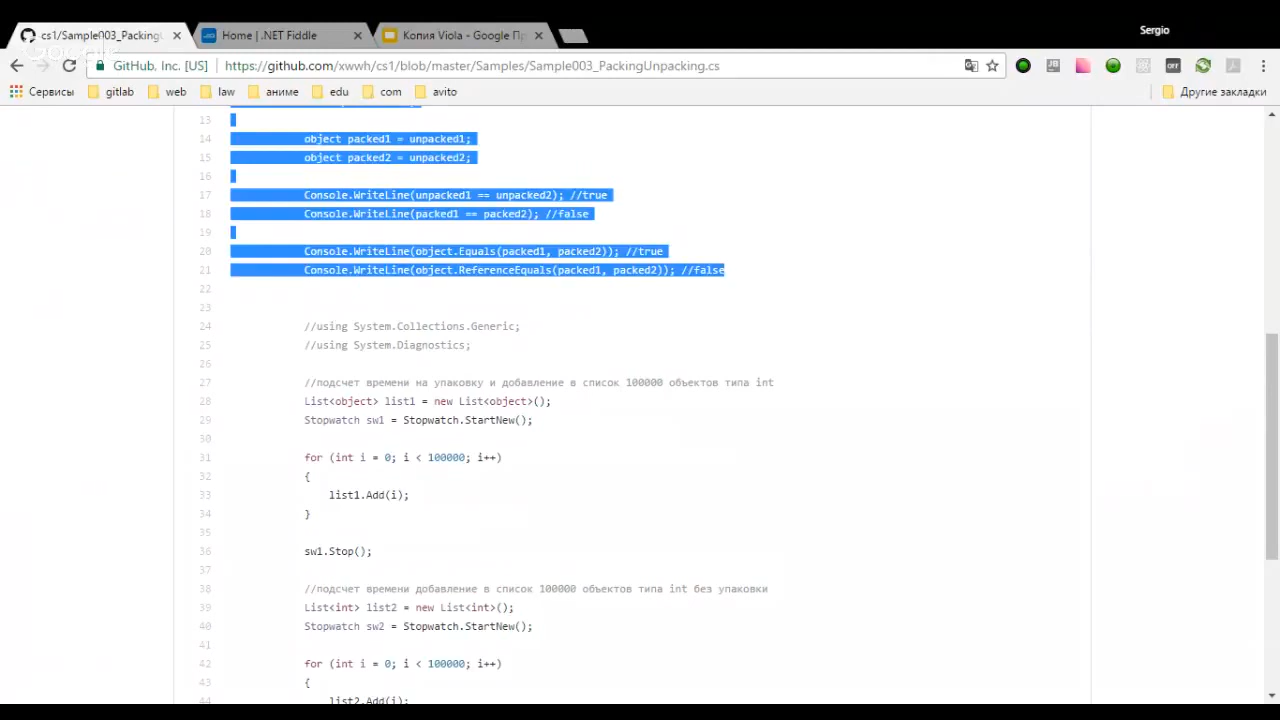 Sergio
cs1/Sample003_Packing
Home | .NET Fiddle
Копия Viola - Google П
GitHub, Inc. [US]
https://github.com/xwwh/cs1/blob/master/Samples/Sample003_PackingUnpacking.cs
Сервисы
gitlab
web
law
аниме
edu
com
avito
Другие закладки
13
14 object packed1 = unpacked1;
15 object packed2 = unpacked2;
16
17 Console.WriteLine(unpacked1 == unpacked2); //true
18 Console.WriteLine(packed1 == packed2); //false
19
20 Console.WriteLine(object.Equals(packed1, packed2)); //true
21 Console.WriteLine(object.ReferenceEquals(packed1, packed2)); //false
22
23
24 //using System.Collections.Generic;
25 //using System.Diagnostics;
26
27 //подсчет времени на упаковку и добавление в список 100000 объектов типа int
28 List<object> list1 = new List<object>();
29 Stopwatch sw1 = Stopwatch.StartNew();
30
31 for (int i = 0; i < 100000; i++)
32 {
33 list1.Add(i);
34 }
35
36 sw1.Stop();
37
38 //подсчет времени добавление в список 100000 объектов типа int без упаковки
39 List<int> list2 = new List<int>();
40 Stopwatch sw2 = Stopwatch.StartNew();
41
42 for (int i = 0; i < 100000; i++)
43 {
44 list2.Add(i);